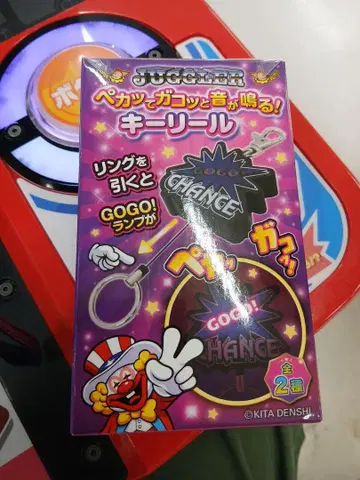 JUGGLER
ペカッてガコッと音が鳴る!
キーリール
リングを
引くと
GOGO!
ランプが
GOGO!
CHANCE
ペカッ
ガコッ!
GOGO!
CHANCE
全
2種
©KITA DENSHI